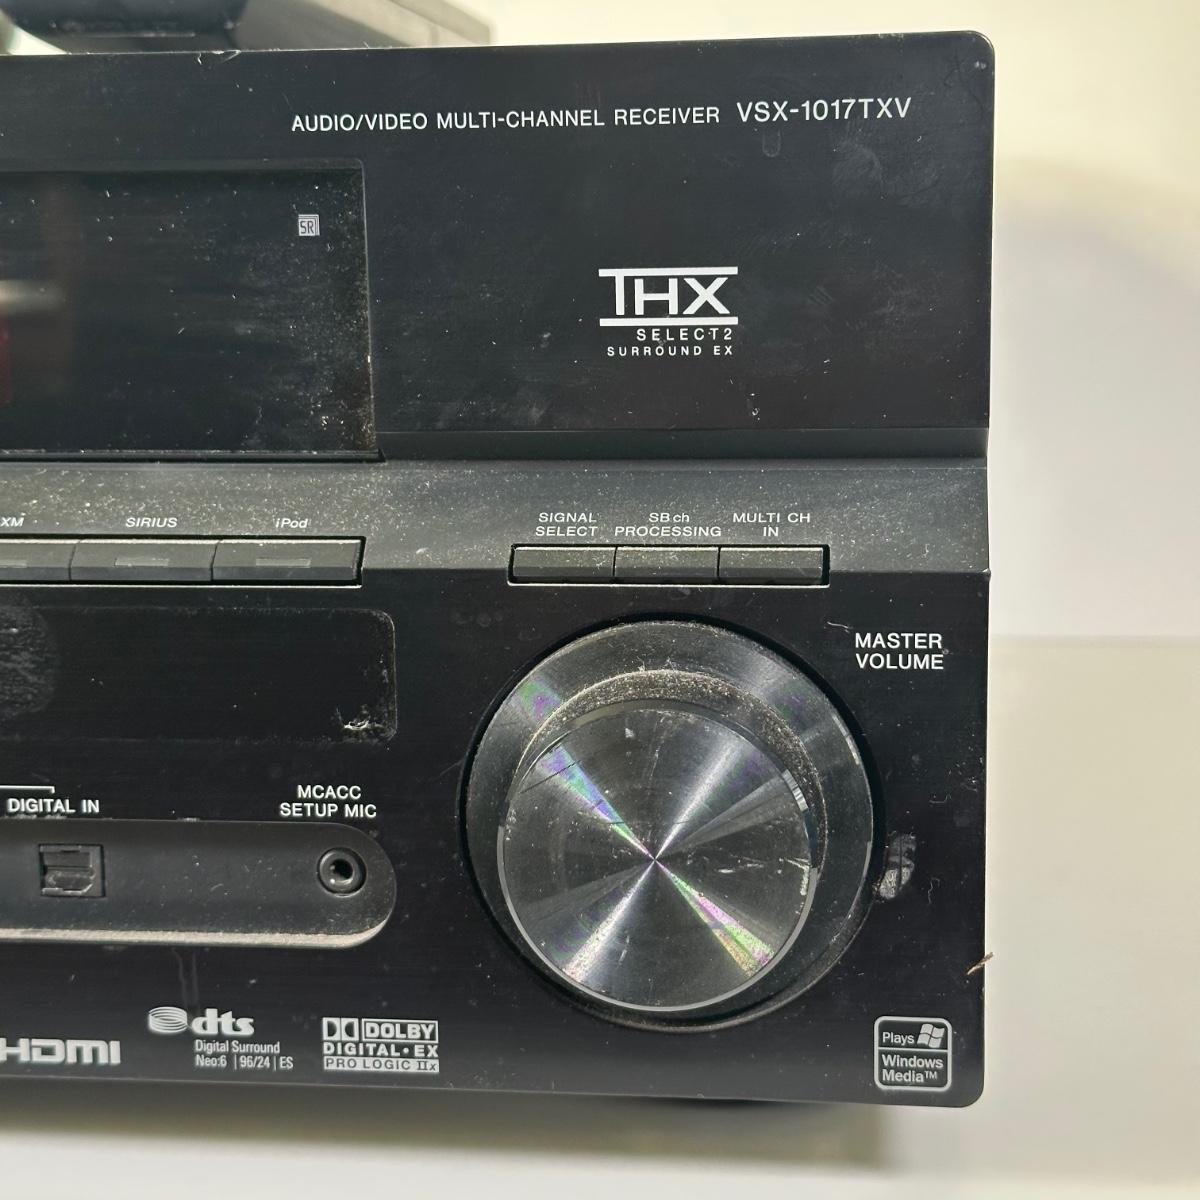 AUDIO/VIDEO MULTI-CHANNEL RECEIVER VSX-1017TXV
SR
THX
SELECT2
SURROUND EX
XM
SIRIUS
iPod
SIGNAL
SELECT
SBch
PROCESSING
MULTI CH
IN
MASTER
VOLUME
DIGITAL IN
MCACC
SETUP MIC
HDMI
dts
Digital Surround
Neo:6 | 96/24 | ES
DOLBY
DIGITAL•EX
PRO LOGIC IIx
Plays
Windows
Media™